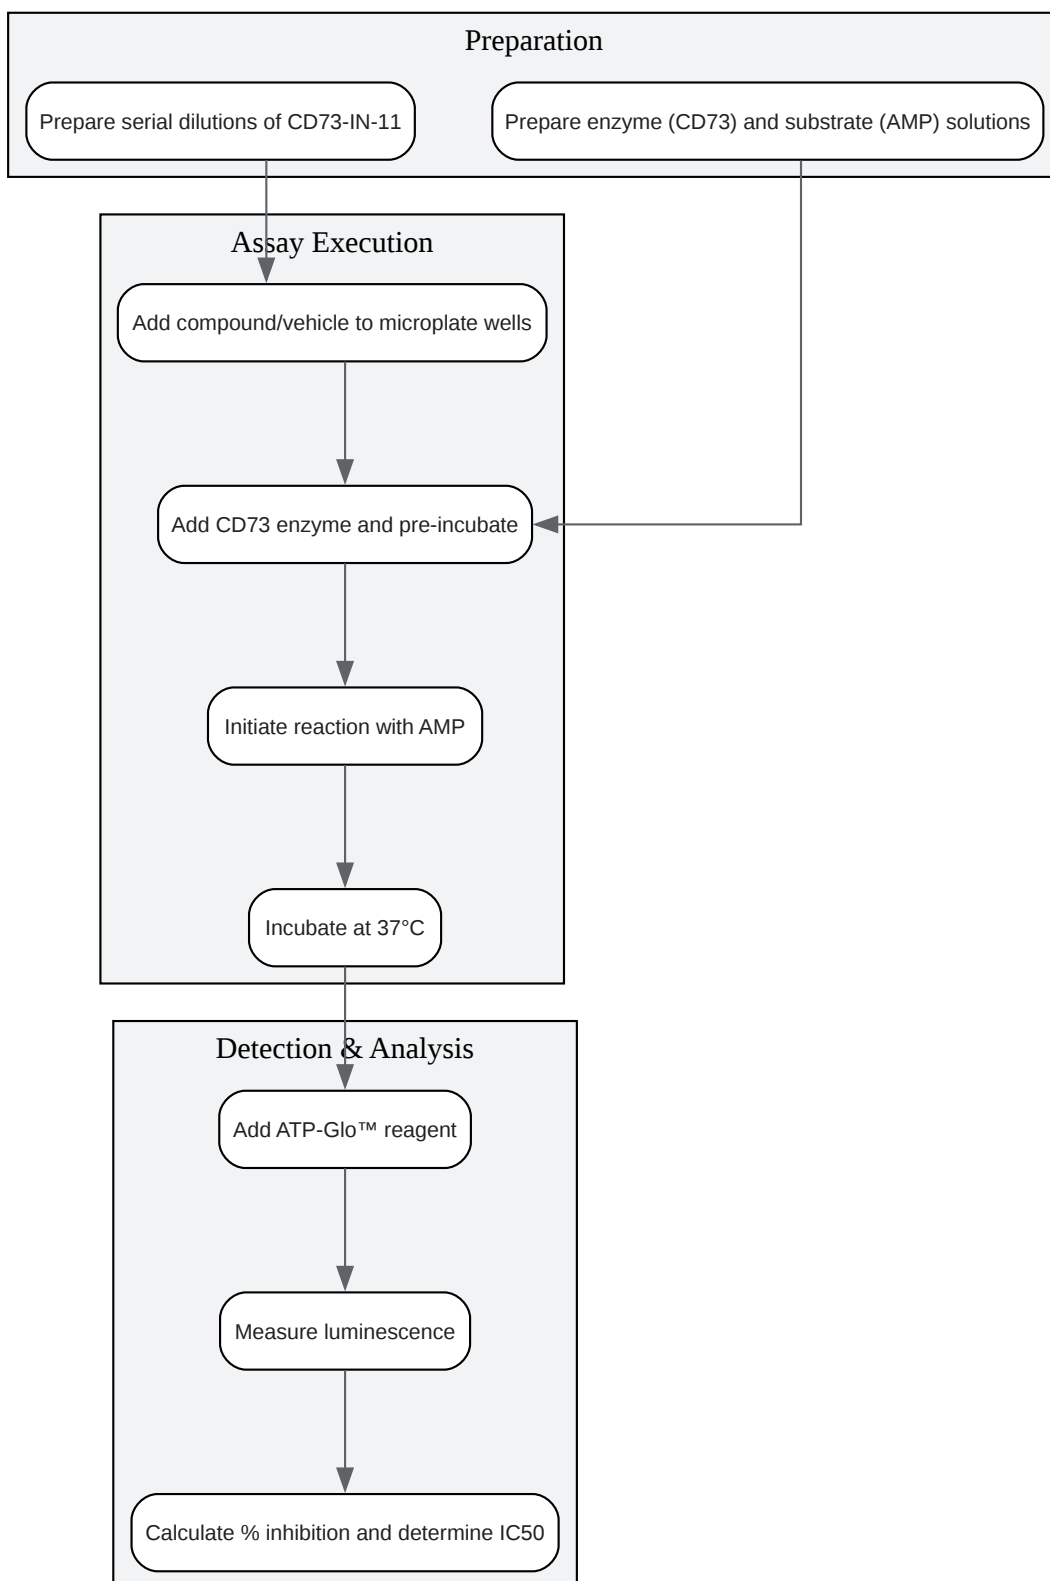 Preparation
Prepare serial dilutions of CD73-IN-11
Prepare enzyme (CD73) and substrate (AMP) solutions
Assay Execution
Add compound/vehicle to microplate wells
Add CD73 enzyme and pre-incubate
Initiate reaction with AMP
Incubate at 37°C
Detection & Analysis
Add ATP-Glo™ reagent
Measure luminescence
Calculate % inhibition and determine IC50